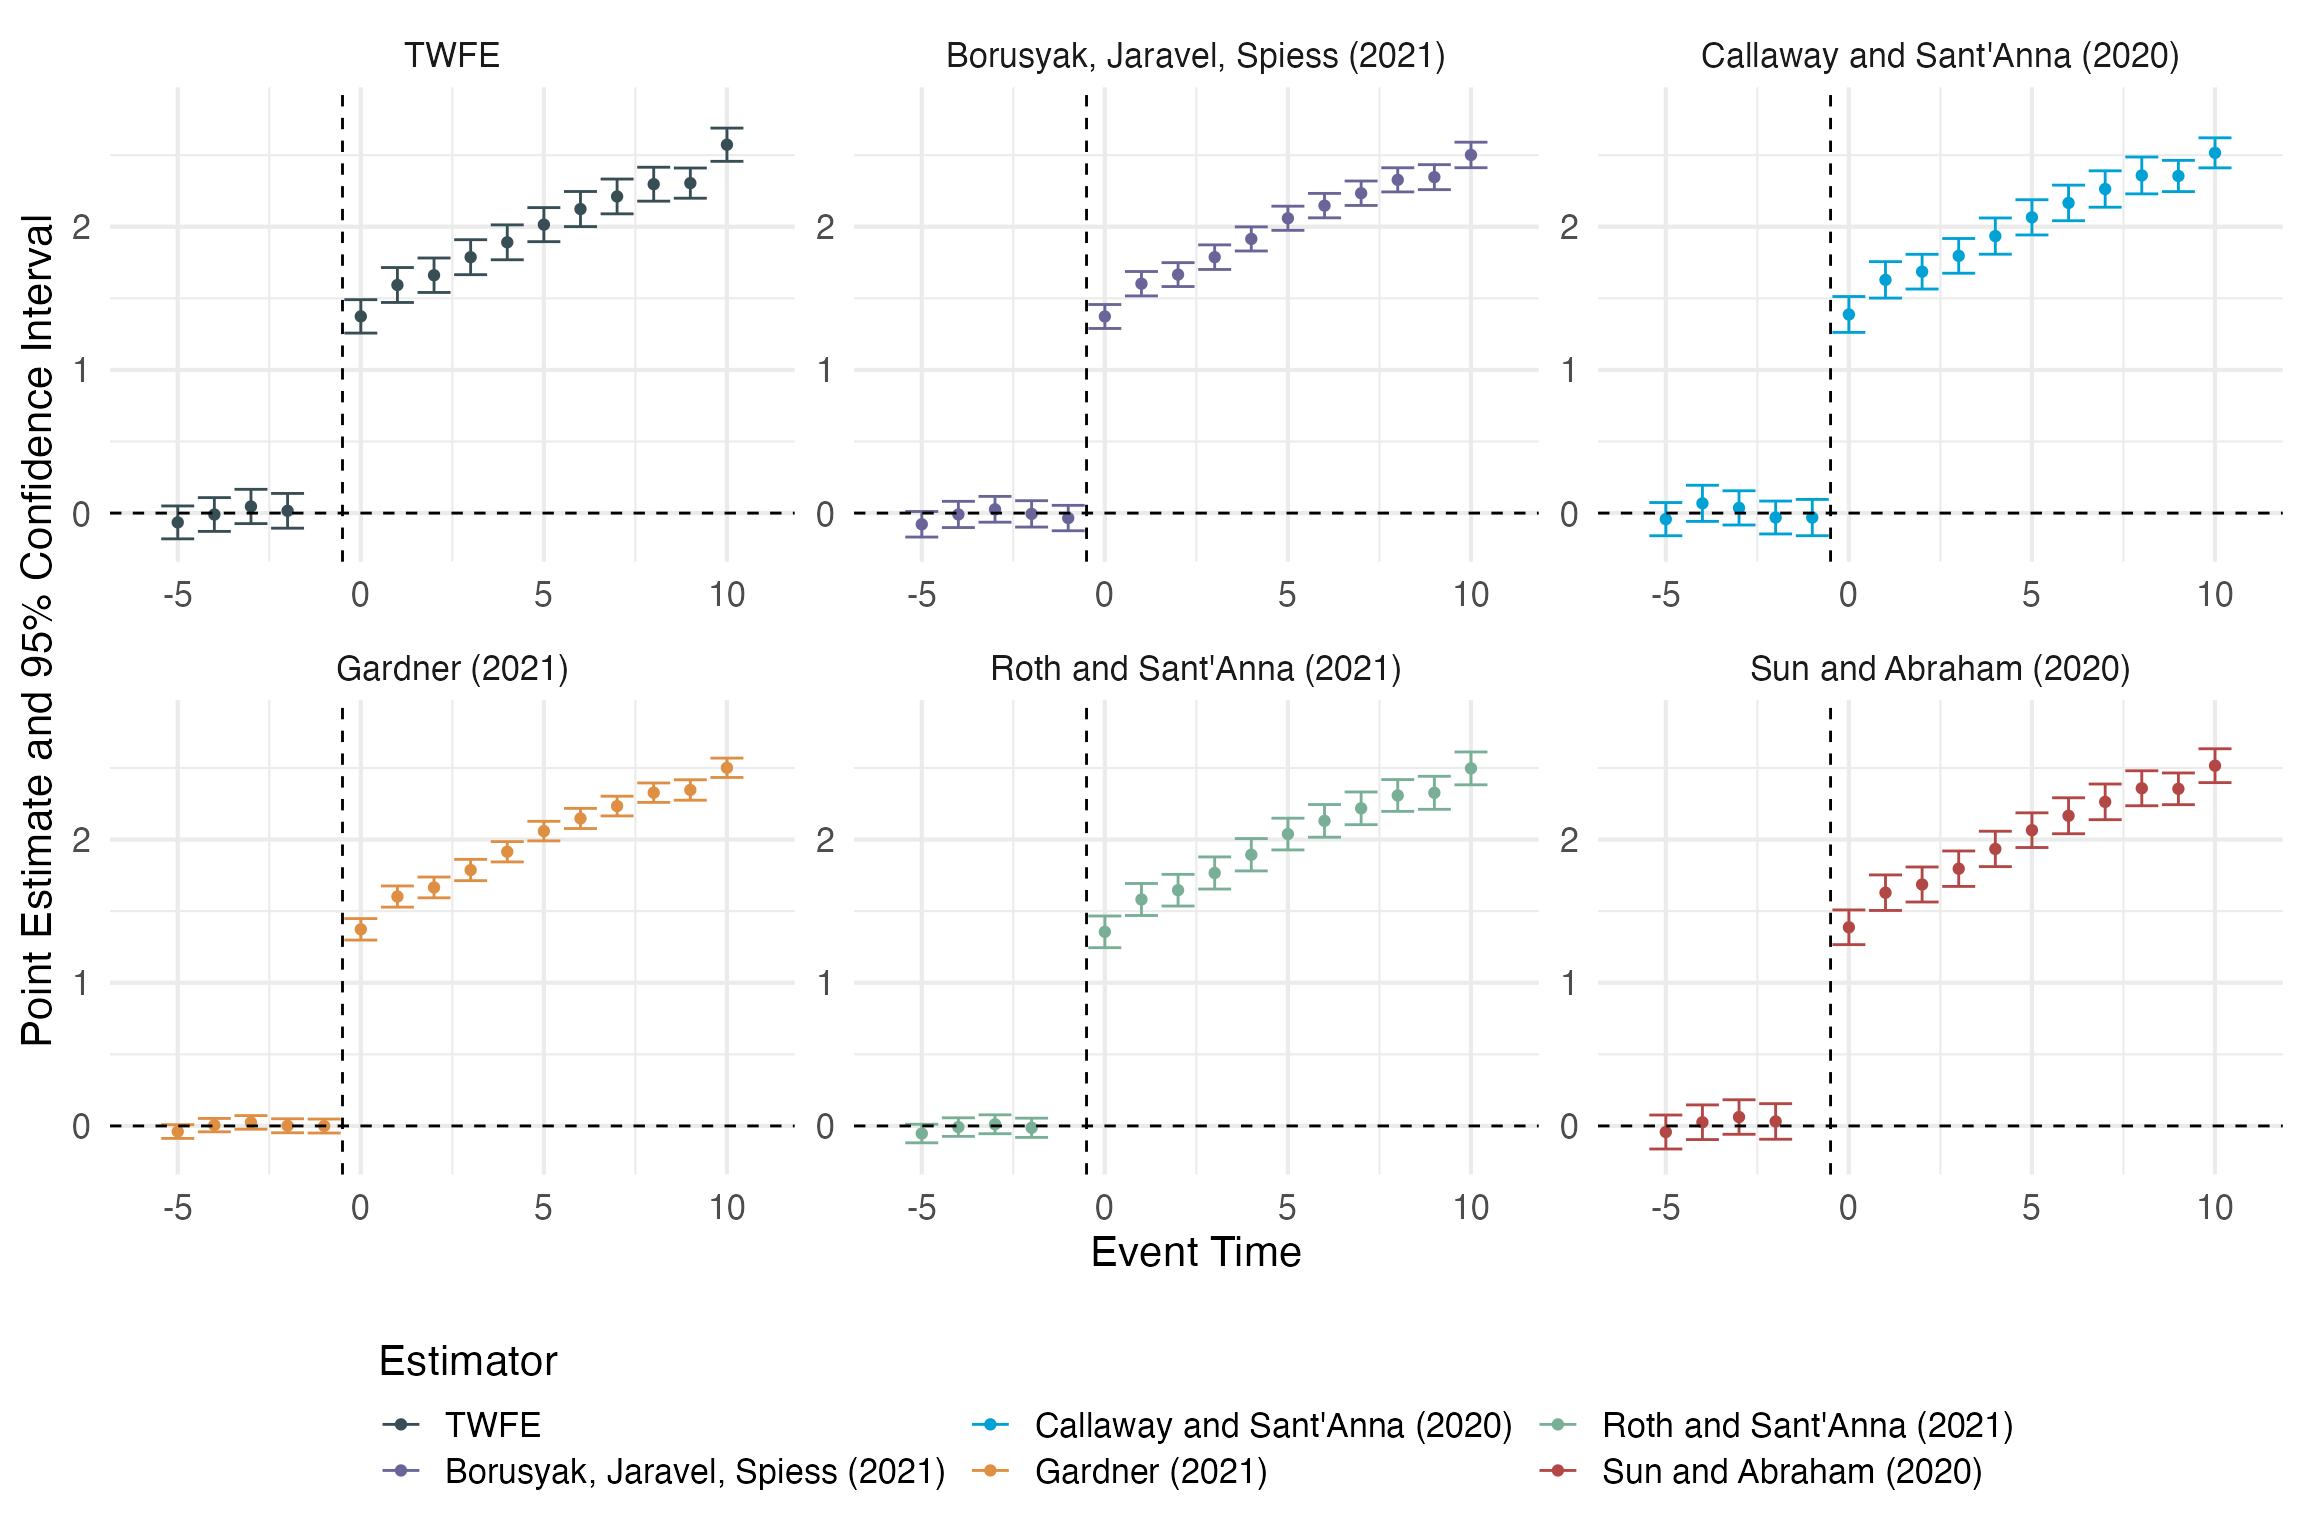 TWFE
Borusyak, Jaravel, Spiess (2021)
Callaway and Sant'Anna (2020)
Point Estimate and 95% Confidence Interval
2
1
0
-5 0 5 10
2
1
0
-5 0 5 10
2
1
0
-5 0 5 10
Gardner (2021)
Roth and Sant'Anna (2021)
Sun and Abraham (2020)
2
1
0
-5 0 5 10
2
1
0
-5 0 5 10
2
1
0
-5 0 5 10
Event Time
Estimator
TWFE
Borusyak, Jaravel, Spiess (2021)
Callaway and Sant'Anna (2020)
Gardner (2021)
Roth and Sant'Anna (2021)
Sun and Abraham (2020)